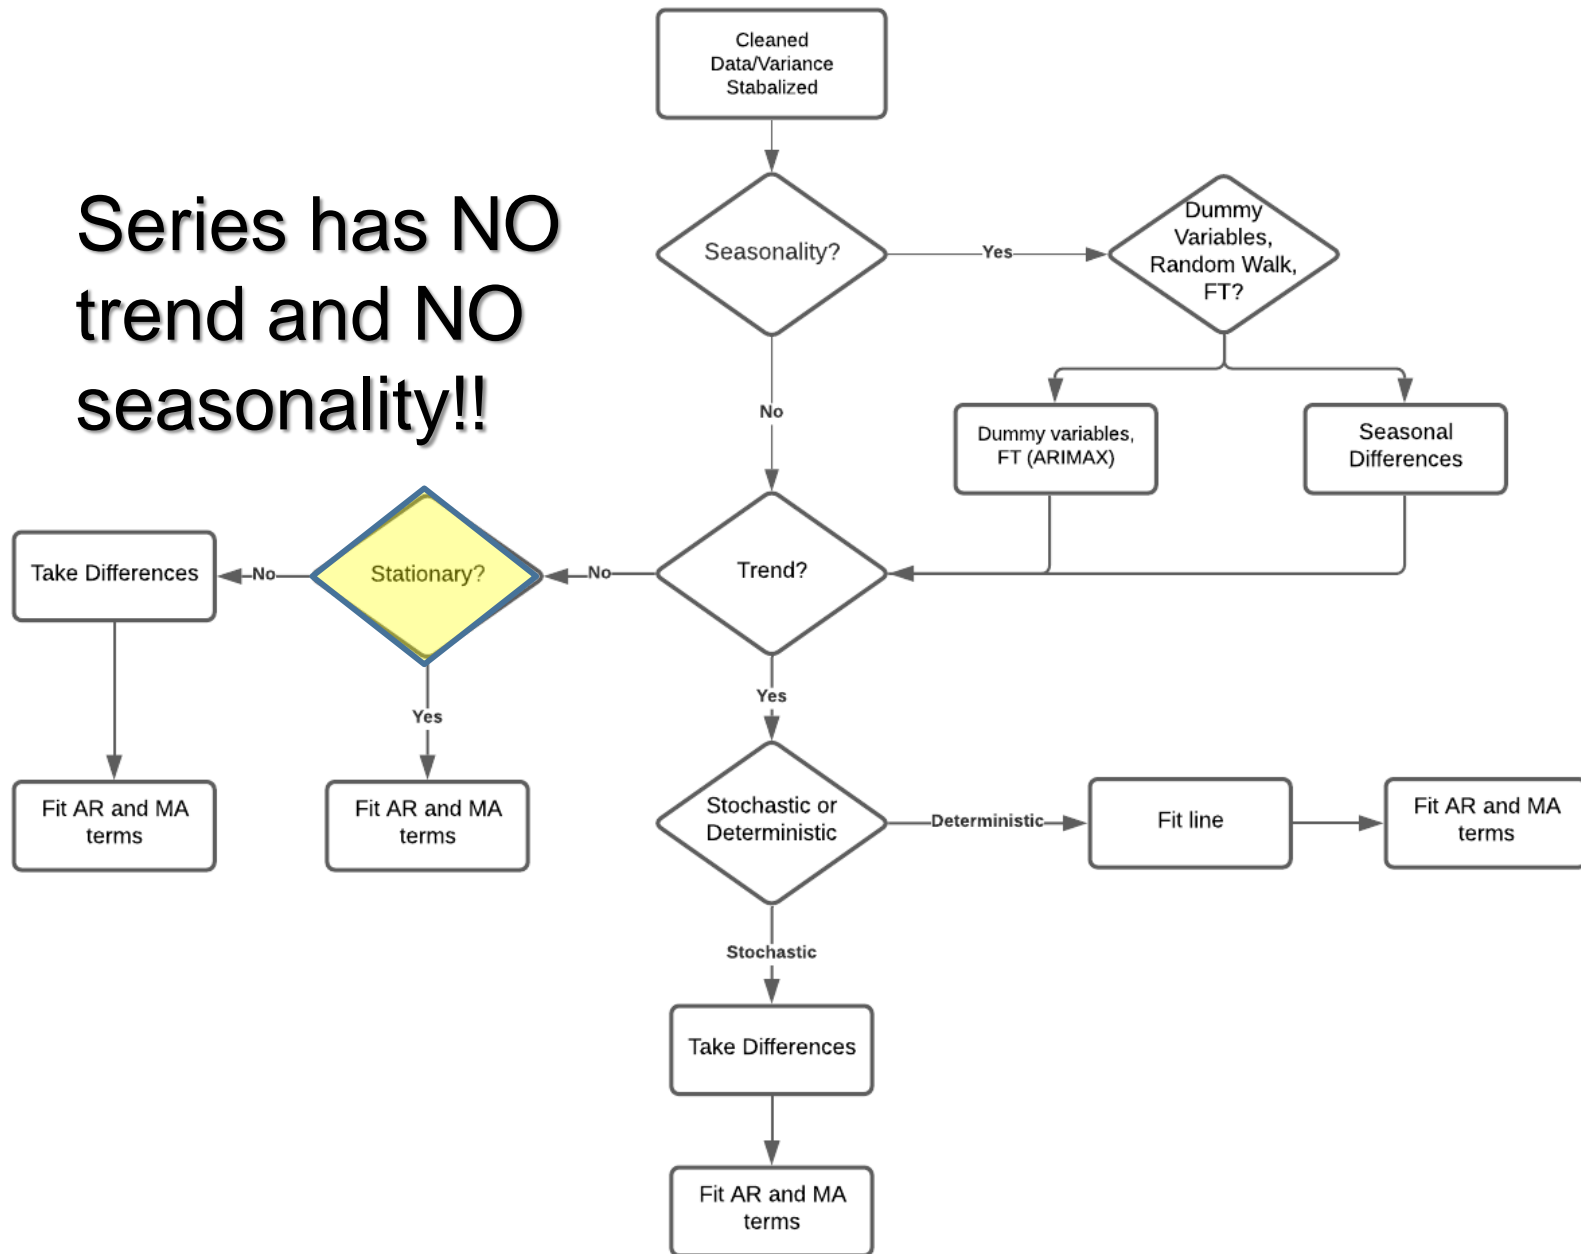 Cleaned
Data/Variance
Stabalized
Series has NO
trend and NO
seasonality!!
Seasonality?
Yes
Dummy
Variables,
Random Walk,
FT?
No
Dummy variables,
FT (ARIMAX)
Seasonal
Differences
Take Differences
No
Stationary?
No
Trend?
Yes
Yes
Fit AR and MA
terms
Fit AR and MA
terms
Stochastic or
Deterministic
Deterministic
Fit line
Fit AR and MA
terms
Stochastic
Take Differences
Fit AR and MA
terms